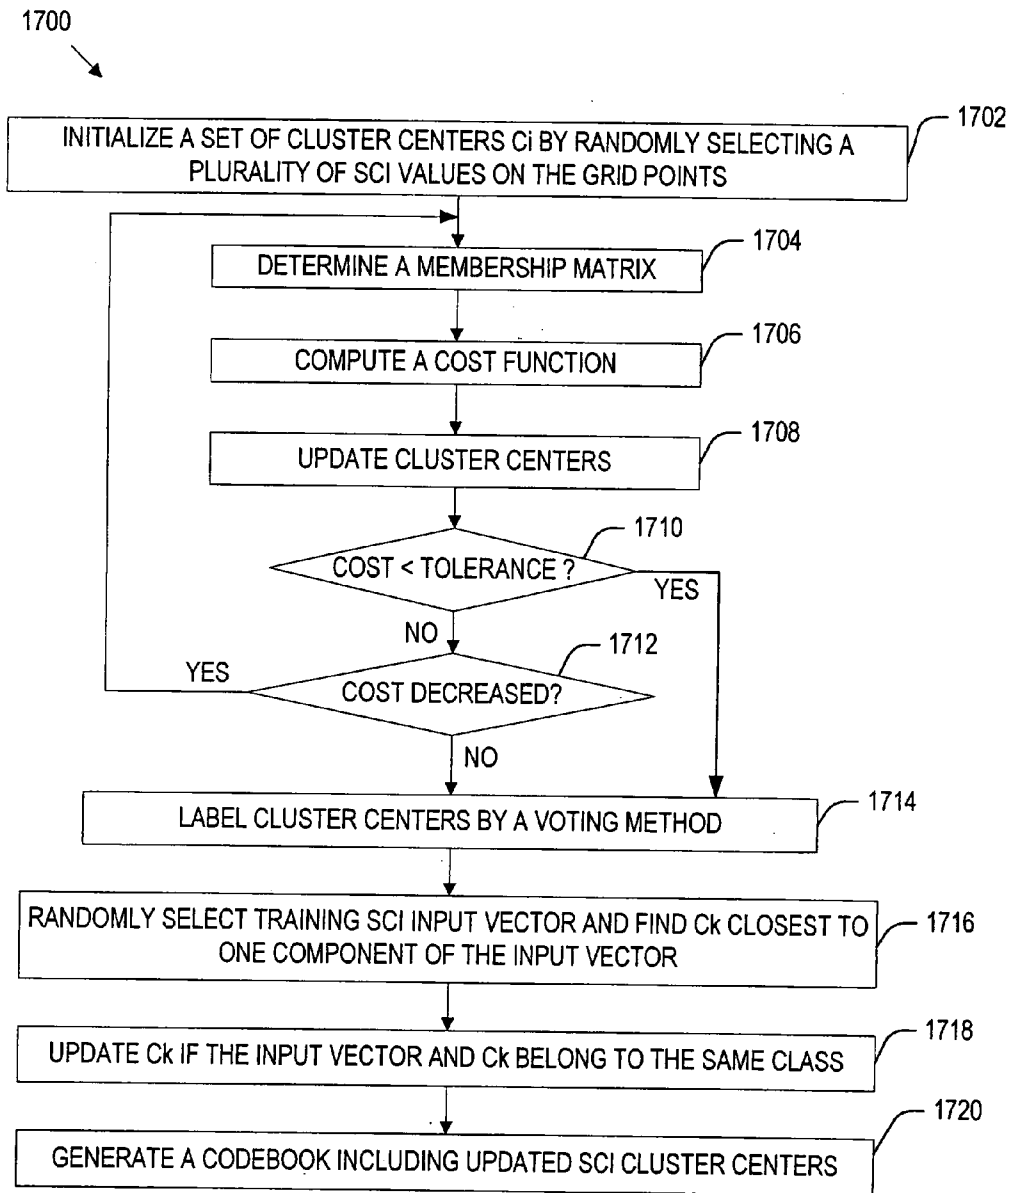 1700
1702
INITIALIZE A SET OF CLUSTER CENTERS Ci BY RANDOMLY SELECTING A
PLURALITY OF SCI VALUES ON THE GRID POINTS
1704
DETERMINE A MEMBERSHIP MATRIX
1706
COMPUTE A COST FUNCTION
1708
UPDATE CLUSTER CENTERS
1710
COST < TOLERANCE ?
YES
NO
1712
YES
COST DECREASED?
NO
1714
LABEL CLUSTER CENTERS BY A VOTING METHOD
1716
RANDOMLY SELECT TRAINING SCI INPUT VECTOR AND FIND Ck CLOSEST TO
ONE COMPONENT OF THE INPUT VECTOR
1718
UPDATE Ck IF THE INPUT VECTOR AND Ck BELONG TO THE SAME CLASS
1720
GENERATE A CODEBOOK INCLUDING UPDATED SCI CLUSTER CENTERS